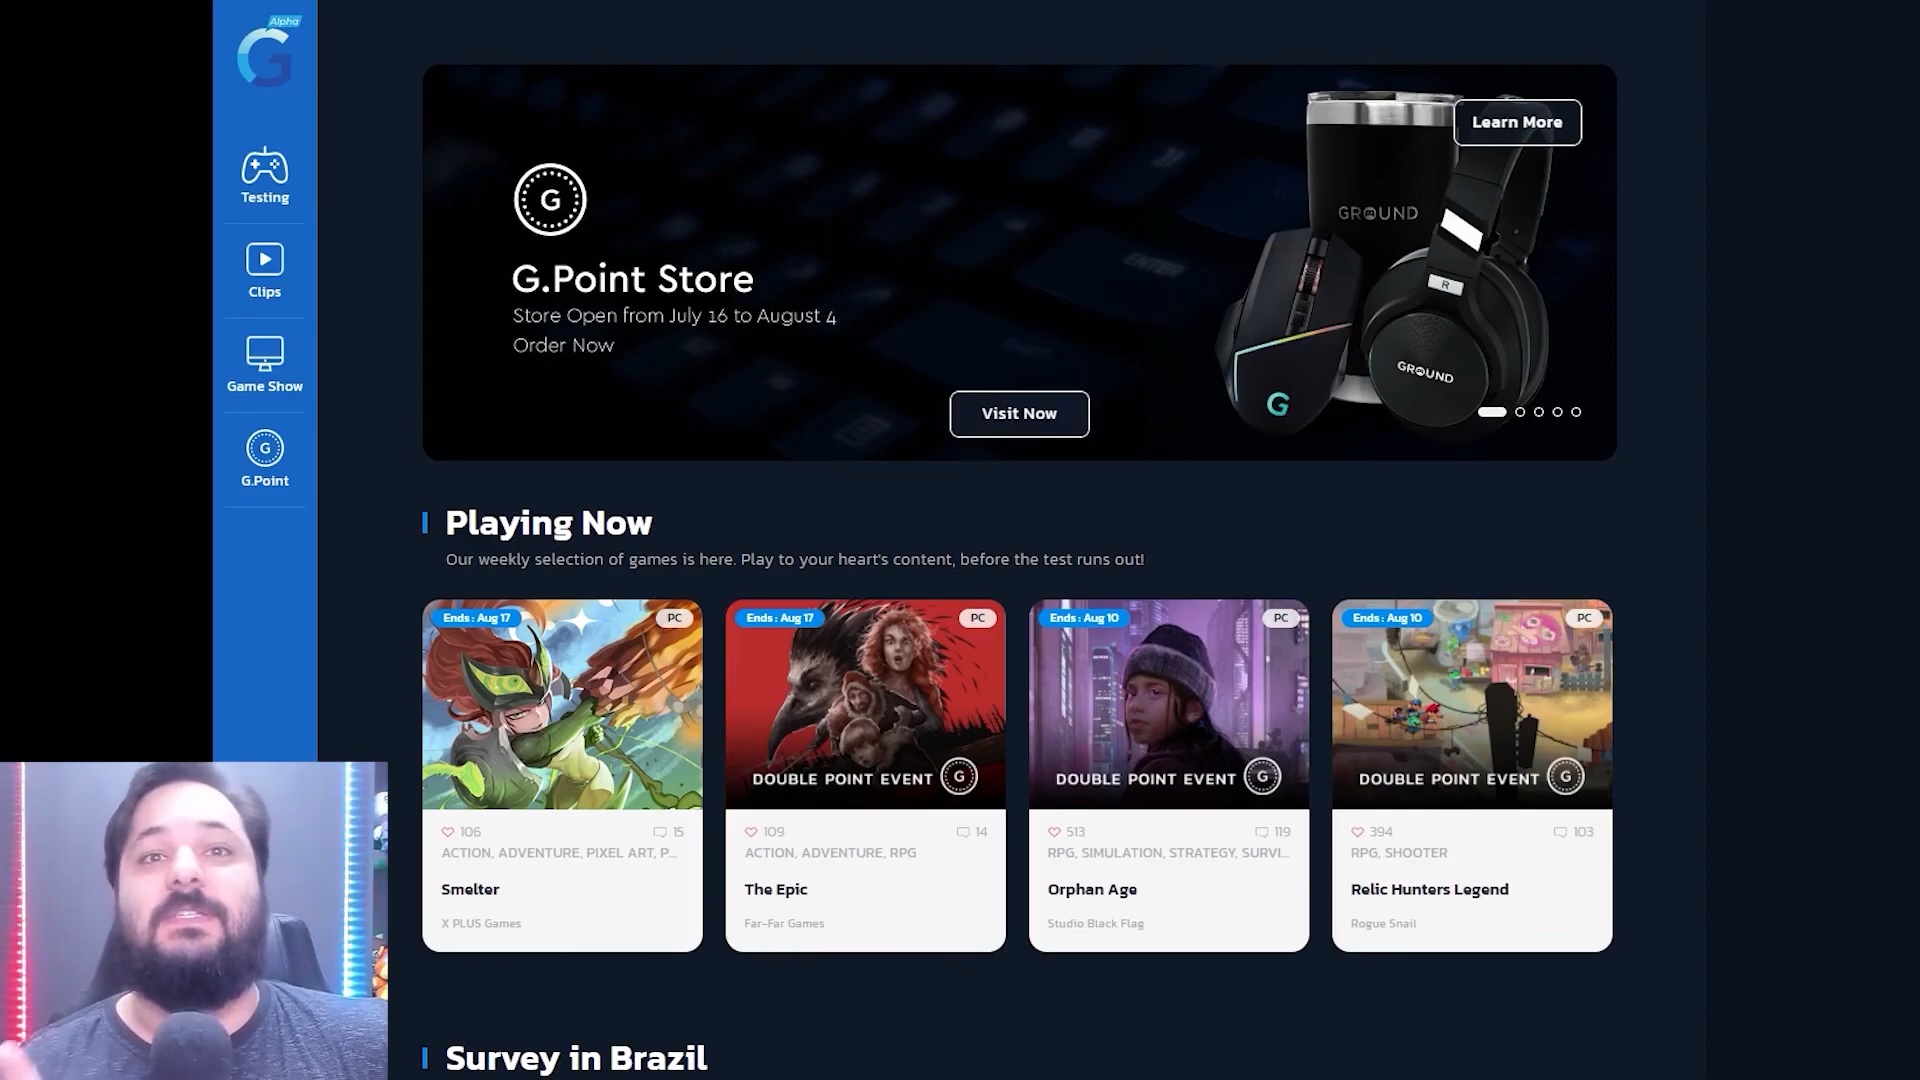 Alpha
G
Testing
Clips
Game Show
G
G.Point
Learn More
G
G.Point Store
Store Open from July 16 to August 4
Order Now
Visit Now
GROUND
R
GROUND
G
ENTER
Playing Now
Our weekly selection of games is here. Play to your heart's content, before the test runs out!
Ends : Aug 17
PC
106
15
ACTION, ADVENTURE, PIXEL ART, P...
Smelter
X PLUS Games
Ends : Aug 17
PC
DOUBLE POINT EVENT G
109
14
ACTION, ADVENTURE, RPG
The Epic
Far-Far Games
Ends : Aug 10
PC
DOUBLE POINT EVENT G
513
119
RPG, SIMULATION, STRATEGY, SURVI...
Orphan Age
Studio Black Flag
Ends : Aug 10
PC
DOUBLE POINT EVENT G
394
103
RPG, SHOOTER
Relic Hunters Legend
Rogue Snail
Survey in Brazil